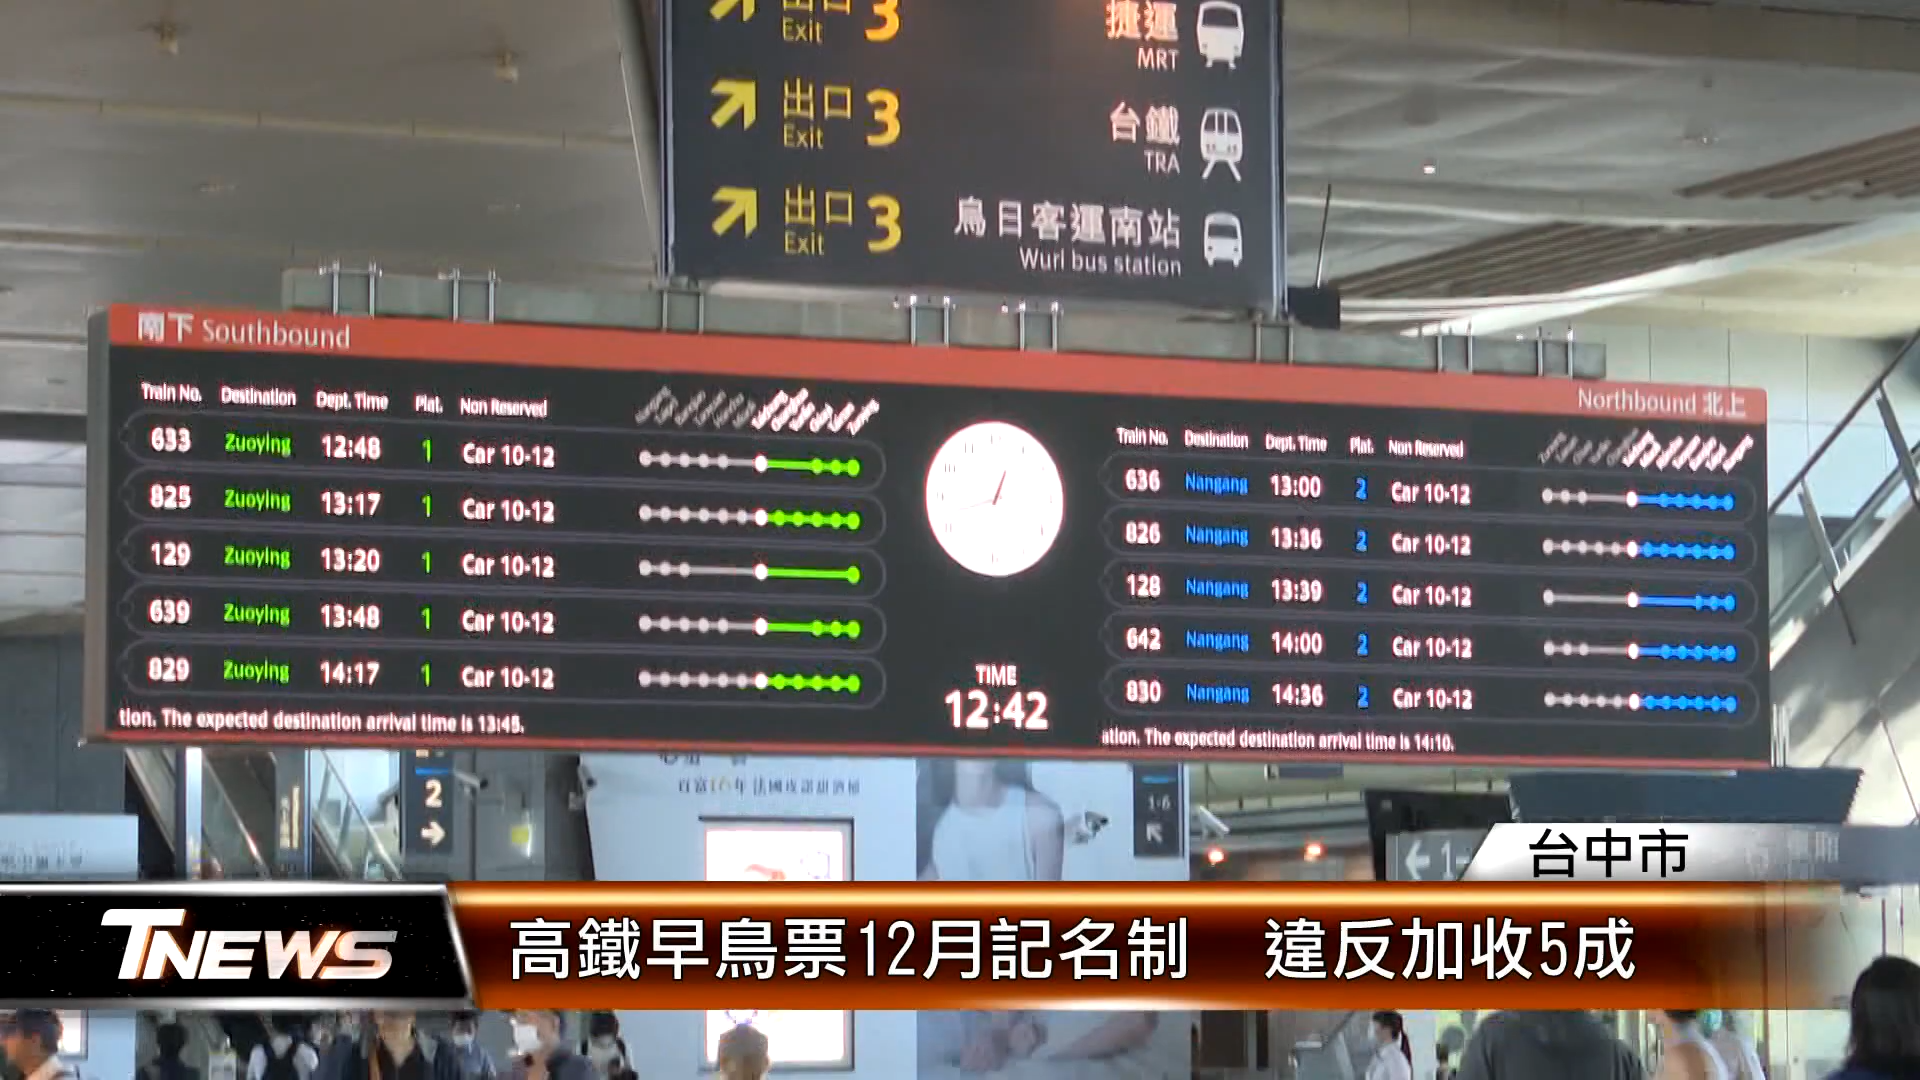 出口 3 捷運
Exit MRT
出口 3 台鐵
Exit TRA
出口 3 烏日客運南站
Exit Wuri bus station
南下 Southbound
Train No. Destination Dept. Time Plat. Non Reserved
633 Zuoying 12:48 1 Car 10-12
825 Zuoying 13:17 1 Car 10-12
129 Zuoying 13:20 1 Car 10-12
639 Zuoying 13:48 1 Car 10-12
829 Zuoying 14:17 1 Car 10-12
tion. The expected destination arrival time is 13:45.
TIME
12:42
Northbound 北上
Train No. Destination Dept. Time Plat. Non Reserved
636 Nangang 13:00 2 Car 10-12
826 Nangang 13:36 2 Car 10-12
128 Nangang 13:39 2 Car 10-12
642 Nangang 14:00 2 Car 10-12
830 Nangang 14:36 2 Car 10-12
ation. The expected destination arrival time is 14:10.
2
1-6
台中市
TNEWS
高鐵早鳥票12月記名制 違反加收5成